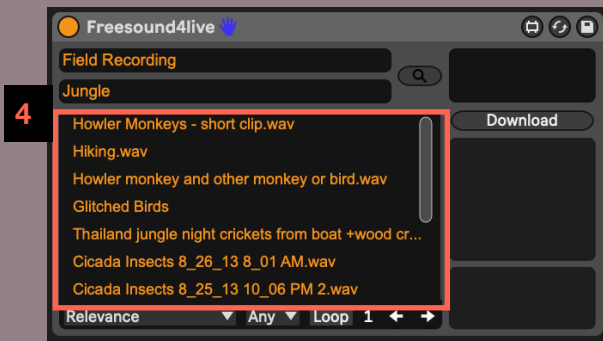 Freesound4live
Field Recording
Jungle
4
Howler Monkeys - short clip.wav
Download
Hiking.wav
Howler monkey and other monkey or bird.wav
Glitched Birds
Thailand jungle night crickets from boat +wood cr...
Cicada Insects 8_26_13 8_01 AM.wav
Cicada Insects 8_25_13 10_06 PM 2.wav
Relevance Any Loop 1